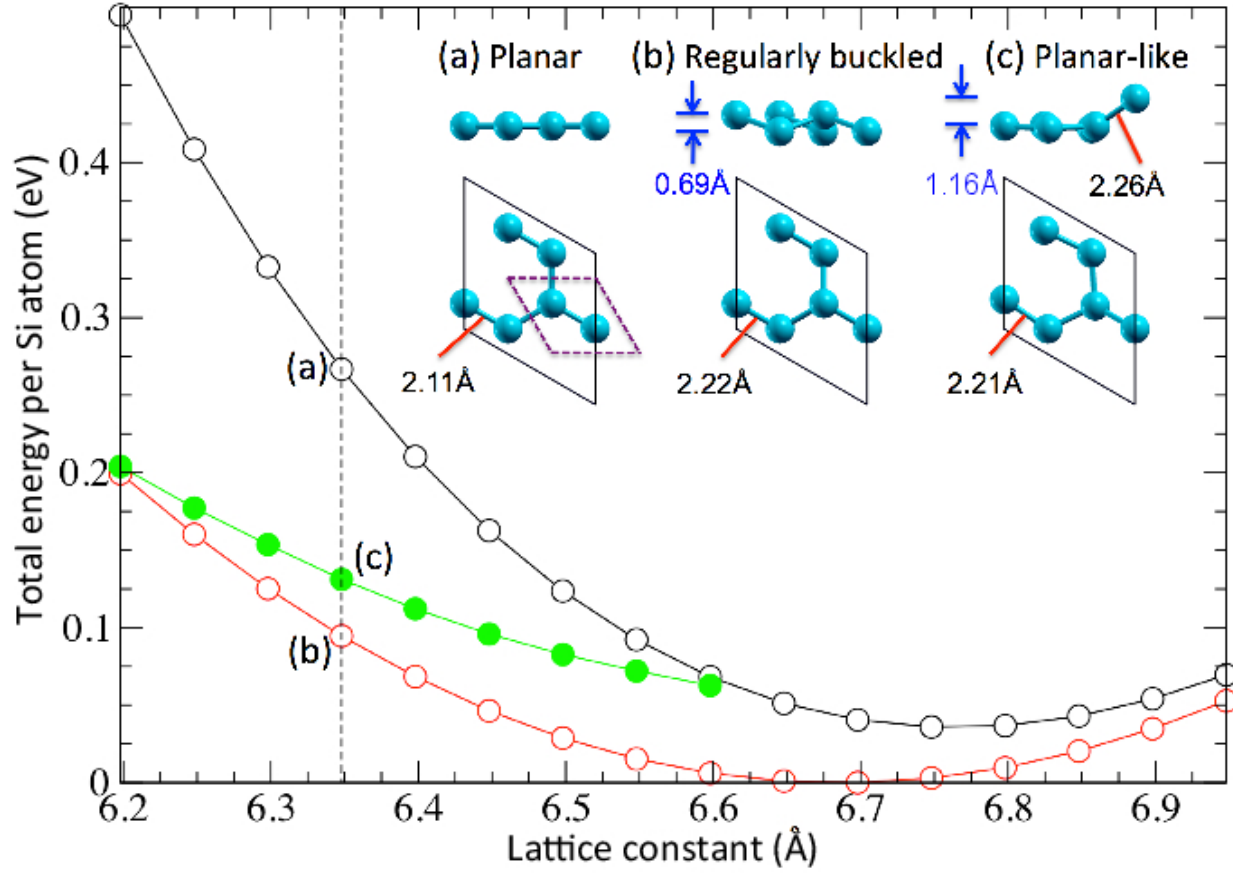 (a) Planar
(b) Regularly buckled
(c) Planar-like
0.69Å
1.16Å
2.26Å
2.11Å
2.22Å
2.21Å
(a)
(c)
(b)
Total energy per Si atom (eV)
0.4
0.3
0.2
0.1
0
6.2 6.3 6.4 6.5 6.6 6.7 6.8 6.9
Lattice constant (Å)